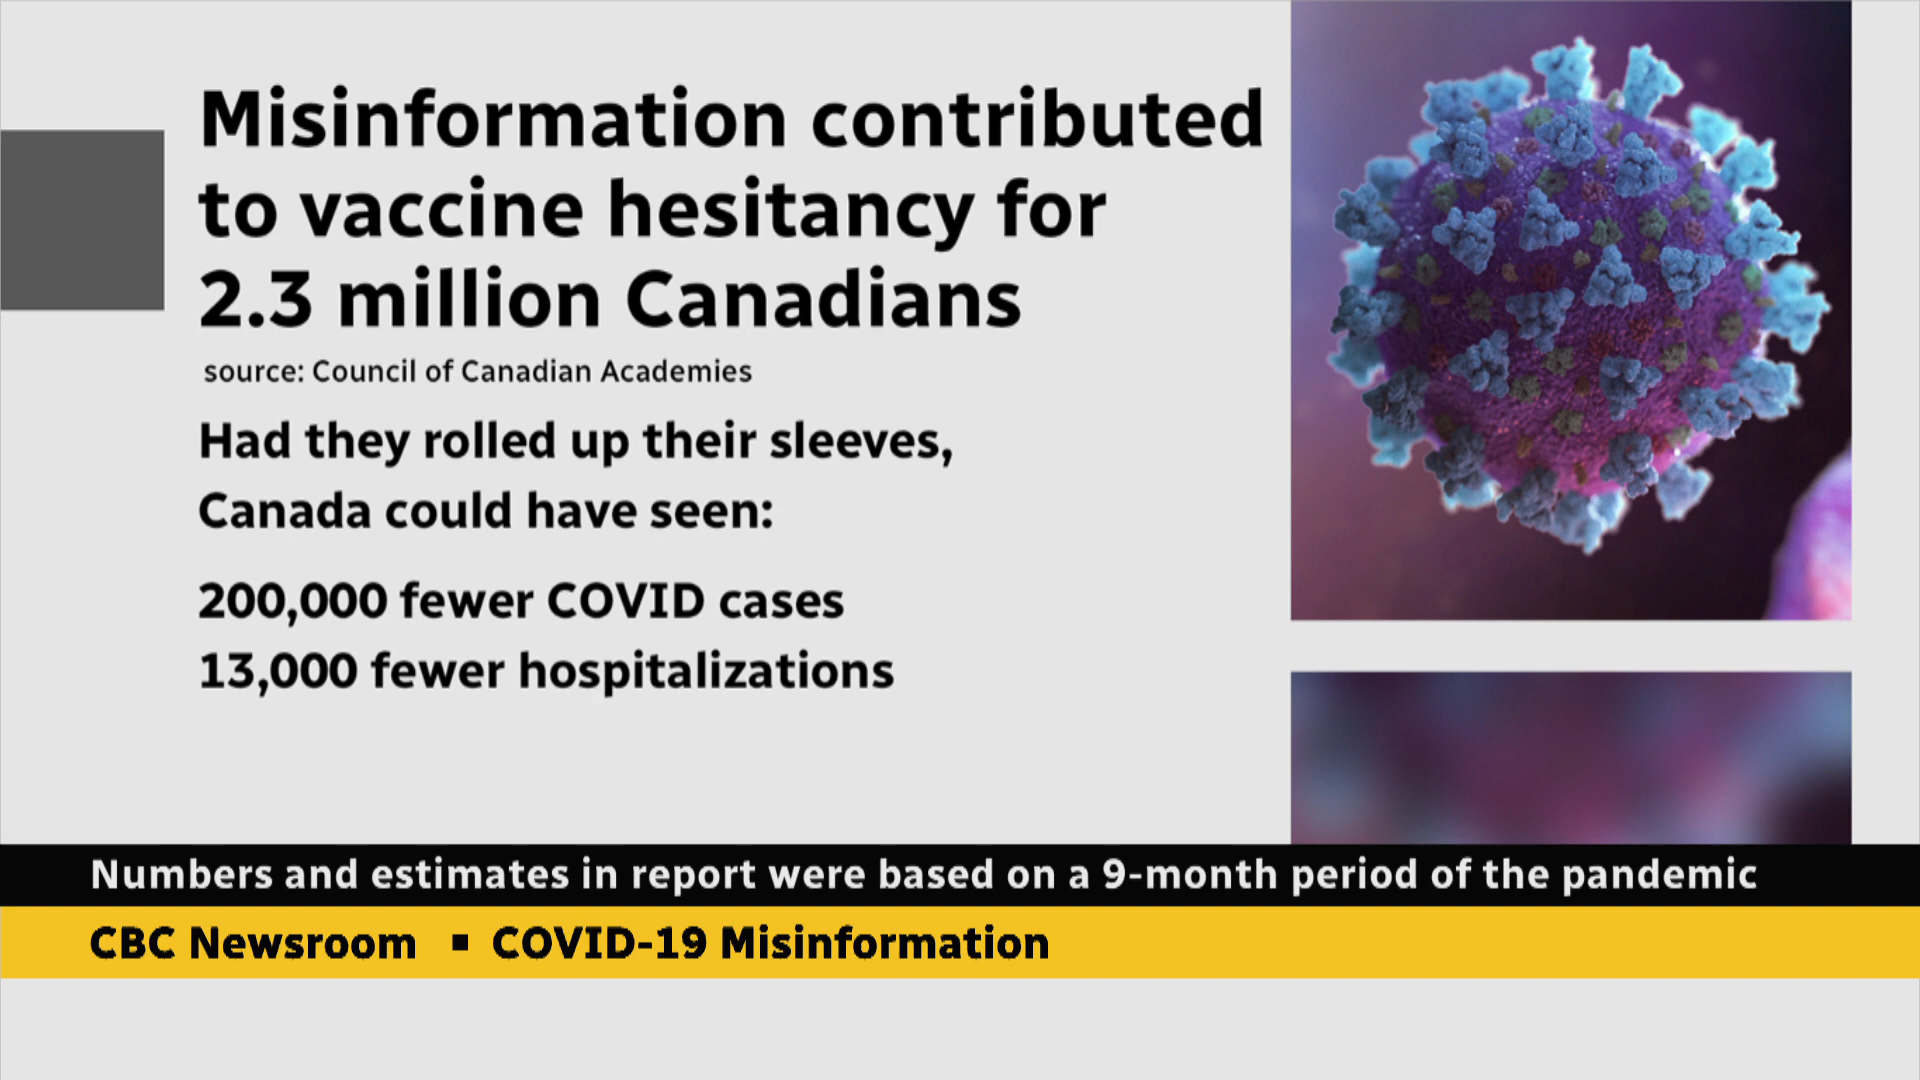 Misinformation contributed
to vaccine hesitancy for
2.3 million Canadians
source: Council of Canadian Academies
Had they rolled up their sleeves,
Canada could have seen:
200,000 fewer COVID cases
13,000 fewer hospitalizations
Numbers and estimates in report were based on a 9-month period of the pandemic
CBC Newsroom ▪ COVID-19 Misinformation